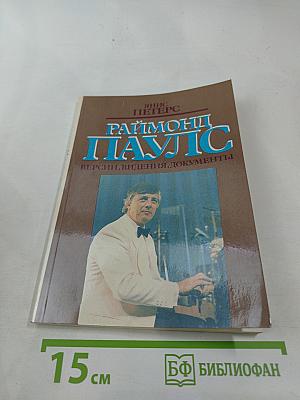 ЯНИС
ПЕТЕРС
РАЙМОНД
ПАУЛС
ВЕРСИИ, ВИДЕНИЯ, ДОКУМЕНТЫ
15 см
БФ БИБЛИОФАН